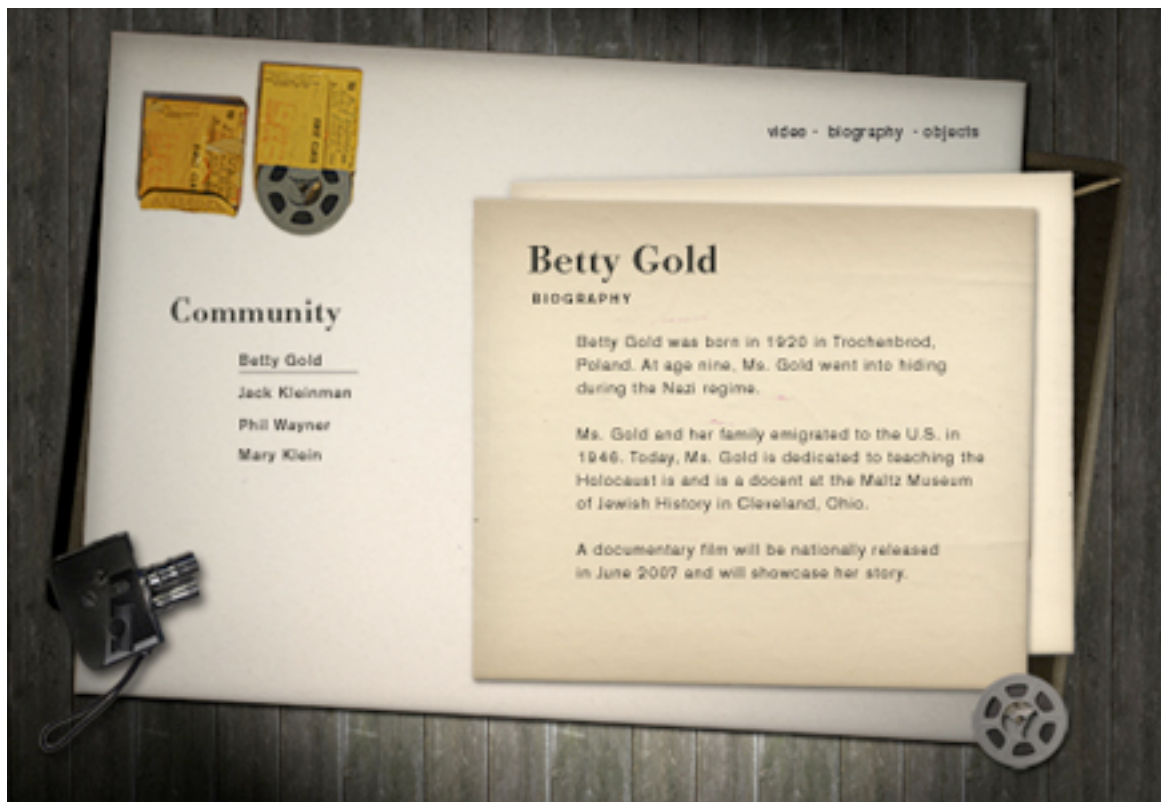 video - biography - objects
Community
Betty Gold
Jack Kleinman
Phil Wayner
Mary Klein
Betty Gold
BIOGRAPHY
Betty Gold was born in 1920 in Trochenbrod,
Poland. At age nine, Ms. Gold went into hiding
during the Nazi regime.
Ms. Gold and her family emigrated to the U.S. in
1946. Today, Ms. Gold is dedicated to teaching the
Holocaust is and is a docent at the Maltz Museum
of Jewish History in Cleveland, Ohio.
A documentary film will be nationally released
in June 2007 and will showcase her story.